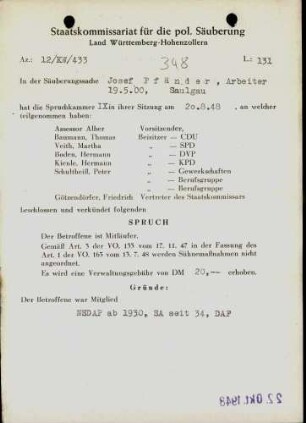 Staatskommissariat für die pol. Säuberung
Land Württemberg-Hohenzollern
Az.: 12/KS/433 348 L: 131
In der Säuberungssache Josef Pfänder, Arbeiter
19.5.00, Saulgau
hat die Spruchkammer IX in ihrer Sitzung am 20.8.48 , an welcher
teilgenommen haben:
Assessor Alber Vorsitzender,
Baumann, Thomas Beisitzer — CDU
Veith, Martha „ — SPD
Boden, Hermann „ — DVP
Kienle, Hermann „ — KPD
Schultheiß, Peter „ — Gewerkschaften
„ — Berufsgruppe
„ — Berufsgruppe
Götzendörfer, Friedrich Vertreter des Staatskommissars
beschlossen und verkündet folgenden
SPRUCH
Der Betroffene ist Mitläufer.
Gemäß Art. 3 der VO. 133 vom 17. 11. 47 in der Fassung des
Art. 1 der VO. 165 vom 13. 7. 48 werden Sühnemaßnahmen nicht
angeordnet.
Es wird eine Verwaltungsgebühr von DM 20,-- erhoben.
Gründe:
Der Betroffene war Mitglied
NSDAP ab 1930, SA seit 34, DAF
22. Okt. 1948